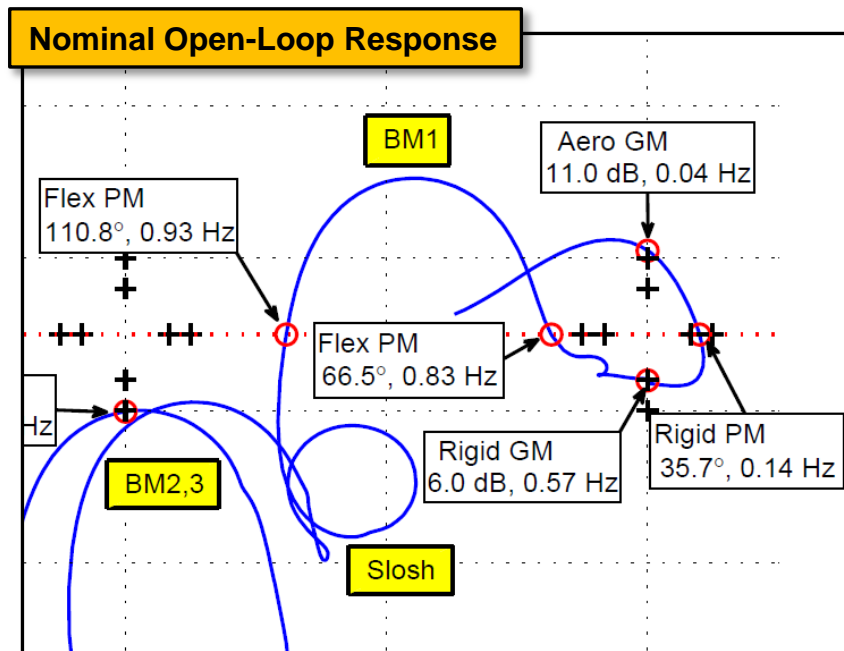 Nominal Open-Loop Response
BM1
Aero GM
11.0 dB, 0.04 Hz
Flex PM
110.8°, 0.93 Hz
Flex PM
66.5°, 0.83 Hz
Hz
Rigid GM
6.0 dB, 0.57 Hz
Rigid PM
35.7°, 0.14 Hz
BM2,3
Slosh